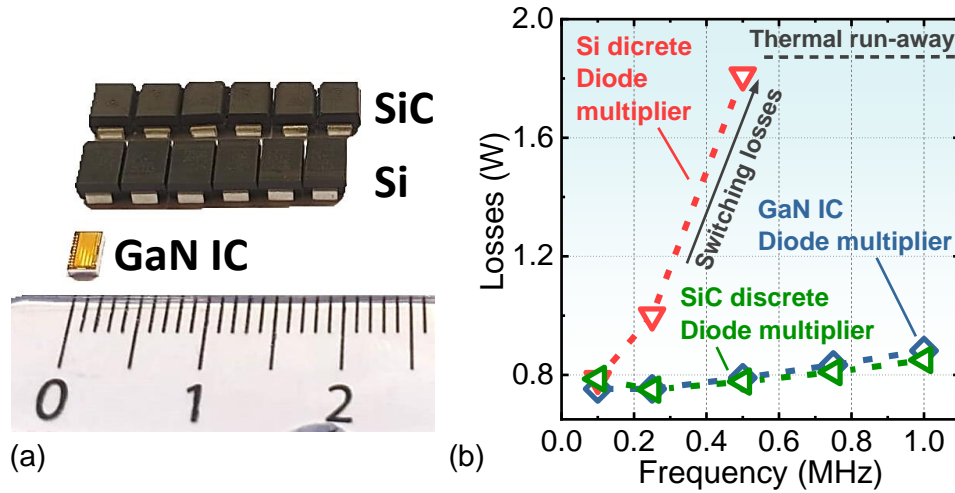 SiC
Si
GaN IC
0 1 2
(a)
2.0
1.6
1.2
0.8
Losses (W)
Si dicrete
Diode
multiplier
Thermal run-away
Switching losses
GaN IC
Diode multiplier
SiC discrete
Diode multiplier
0.0 0.2 0.4 0.6 0.8 1.0
Frequency (MHz)
(b)